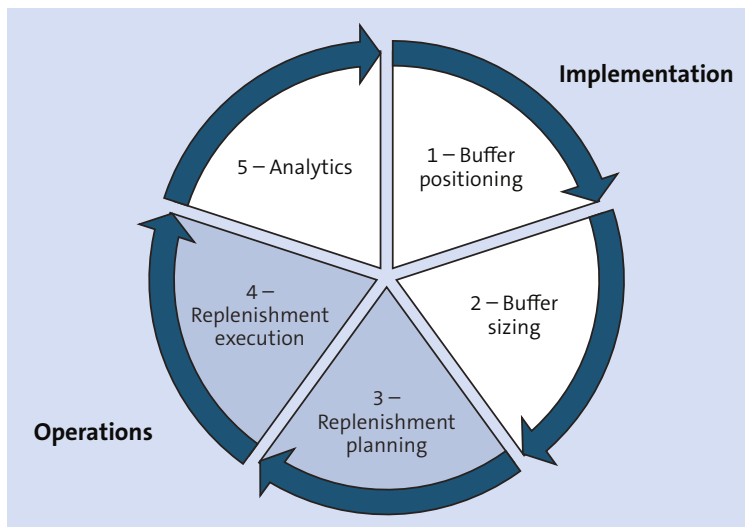 Implementation
1 – Buffer
positioning
2 – Buffer
sizing
3 –
Replenishment
planning
4 –
Replenishment
execution
5 – Analytics
Operations